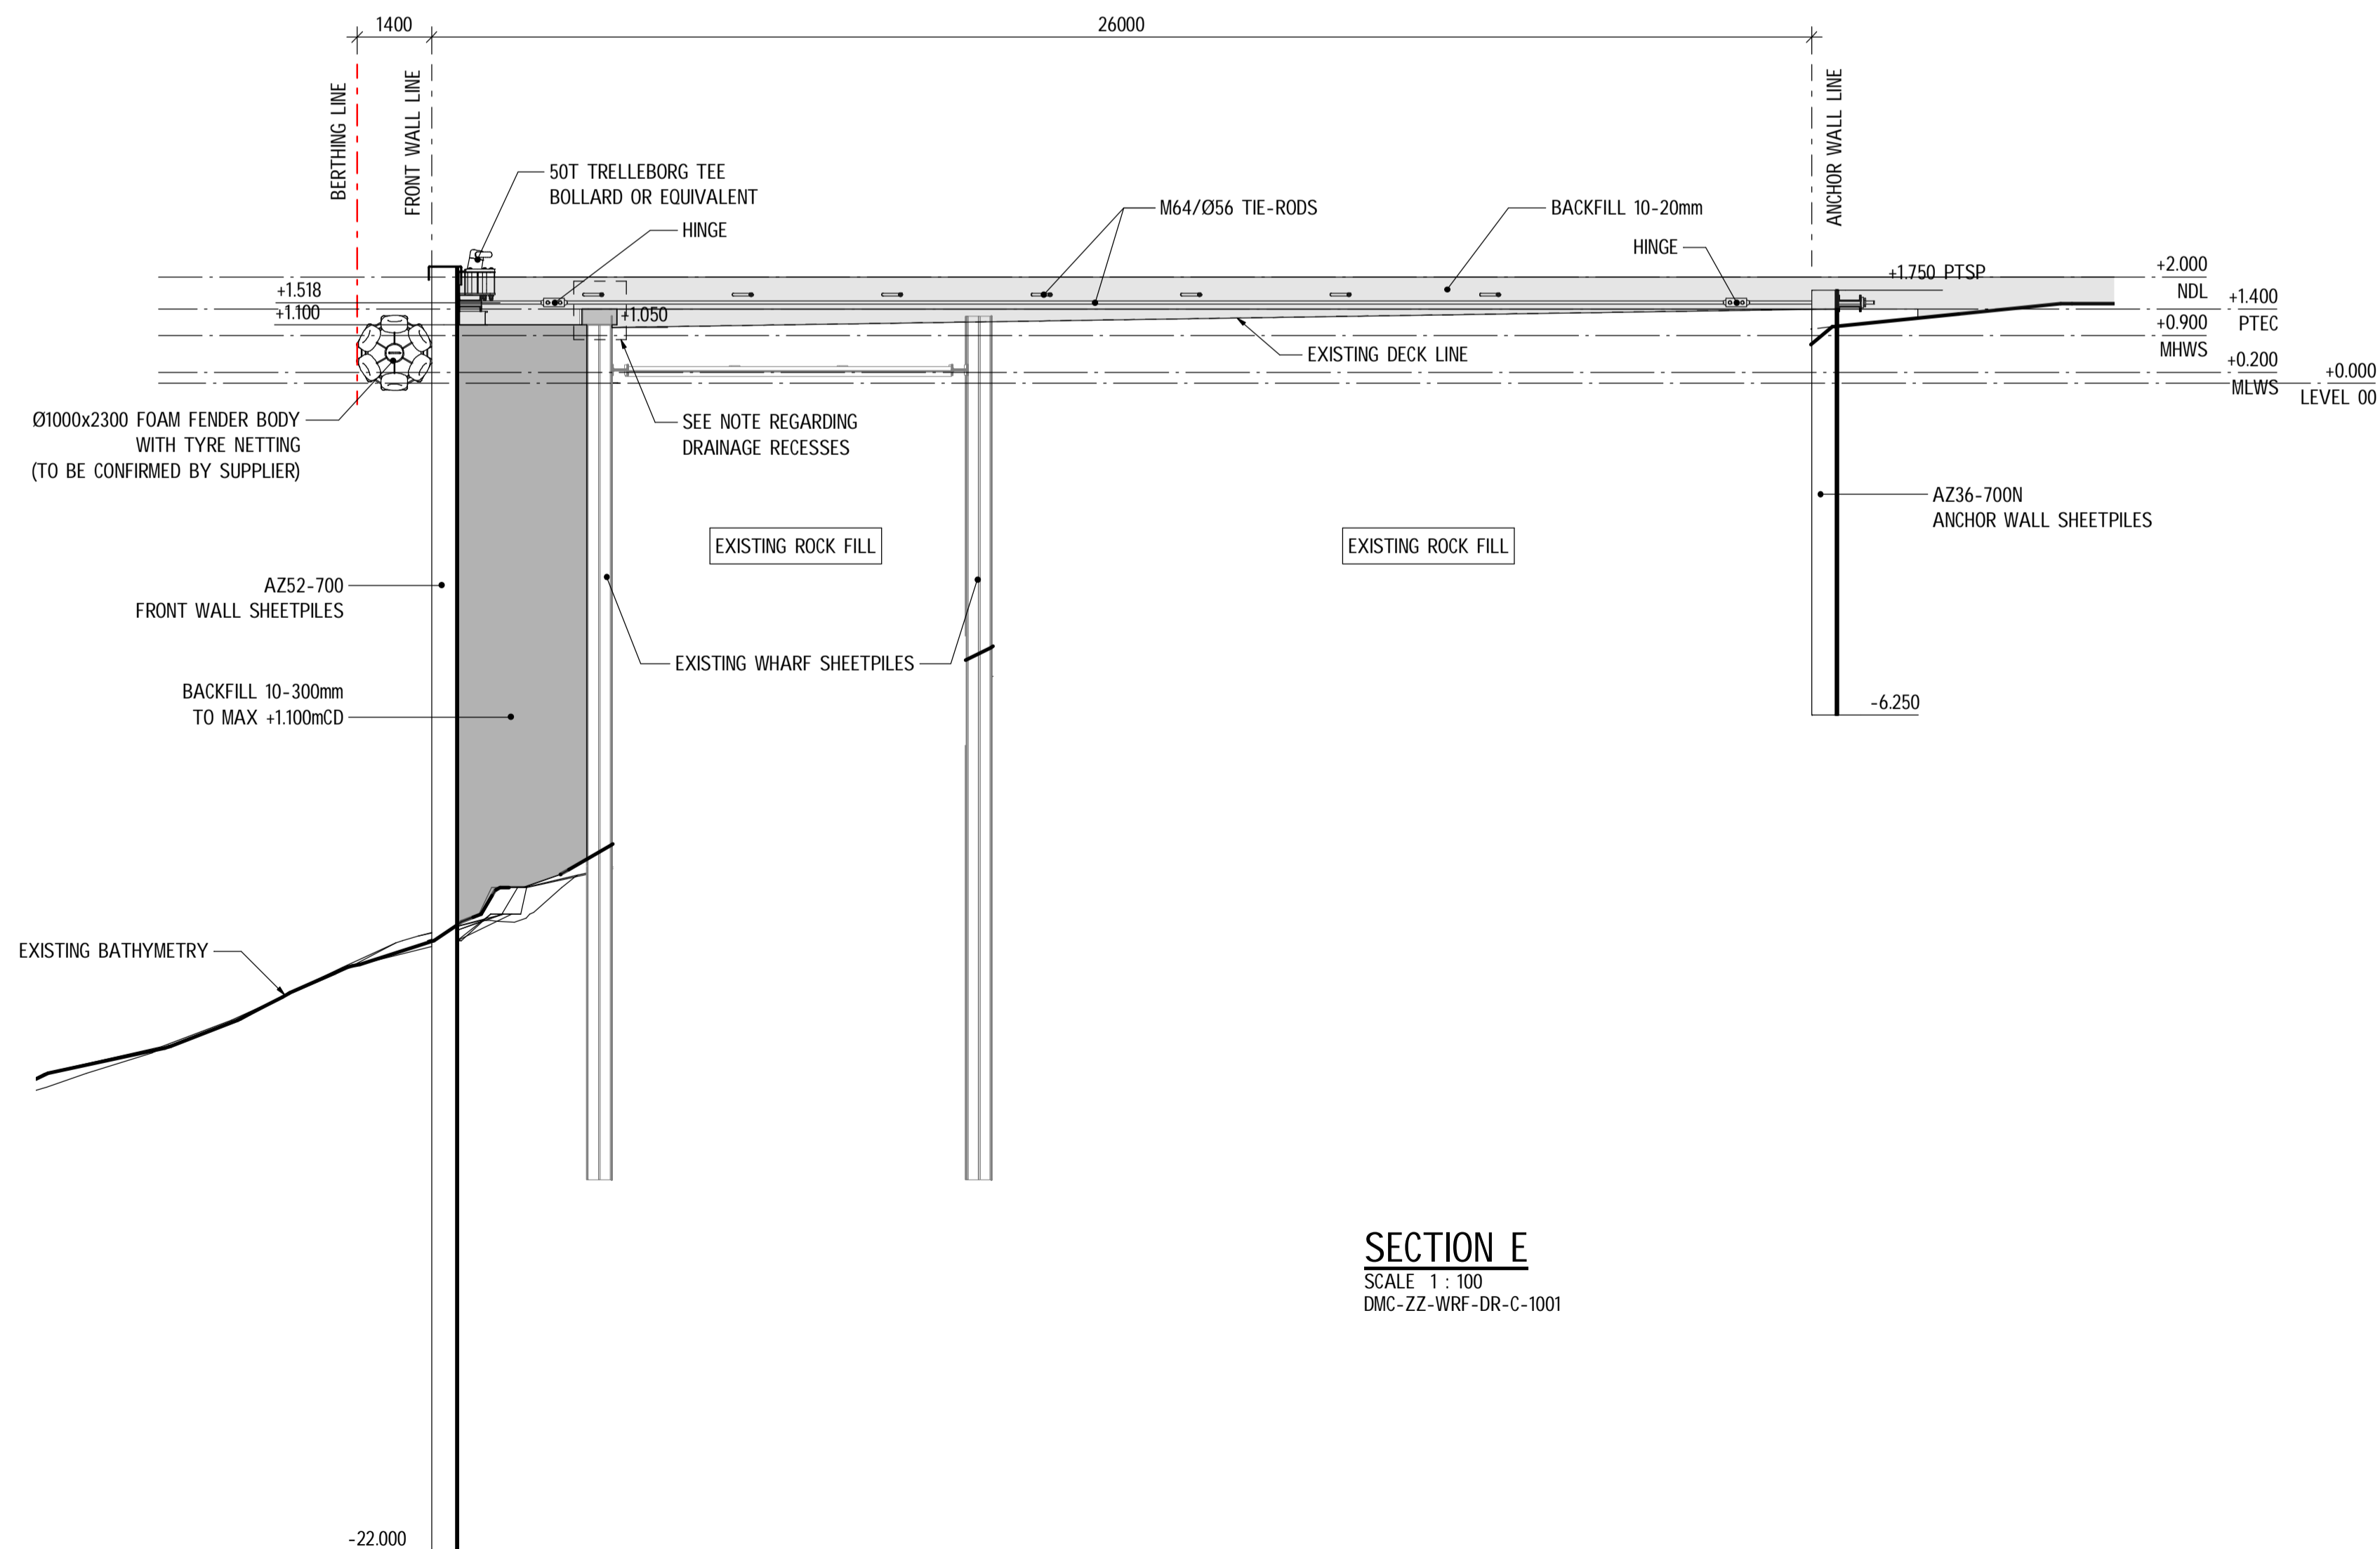 1400
26000
BERTHING LINE
FRONT WALL LINE
ANCHOR WALL LINE
50T TRELLEBORG TEE
BOLLARD OR EQUIVALENT
HINGE
M64/Ø56 TIE-RODS
BACKFILL 10-20mm
HINGE
+1.750 PTSP
+2.000
NDL
+1.400
PTEC
+0.900
MHWS
+0.200
MLWS
+0.000
LEVEL 00
+1.518
+1.100
+1.050
EXISTING DECK LINE
Ø1000x2300 FOAM FENDER BODY
WITH TYRE NETTING
(TO BE CONFIRMED BY SUPPLIER)
SEE NOTE REGARDING
DRAINAGE RECESSES
AZ36-700N
ANCHOR WALL SHEETPILES
EXISTING ROCK FILL
EXISTING ROCK FILL
AZ52-700
FRONT WALL SHEETPILES
EXISTING WHARF SHEETPILES
BACKFILL 10-300mm
TO MAX +1.100mCD
-6.250
EXISTING BATHYMETRY
SECTION E
SCALE 1 : 100
DMC-ZZ-WRF-DR-C-1001
-22.000